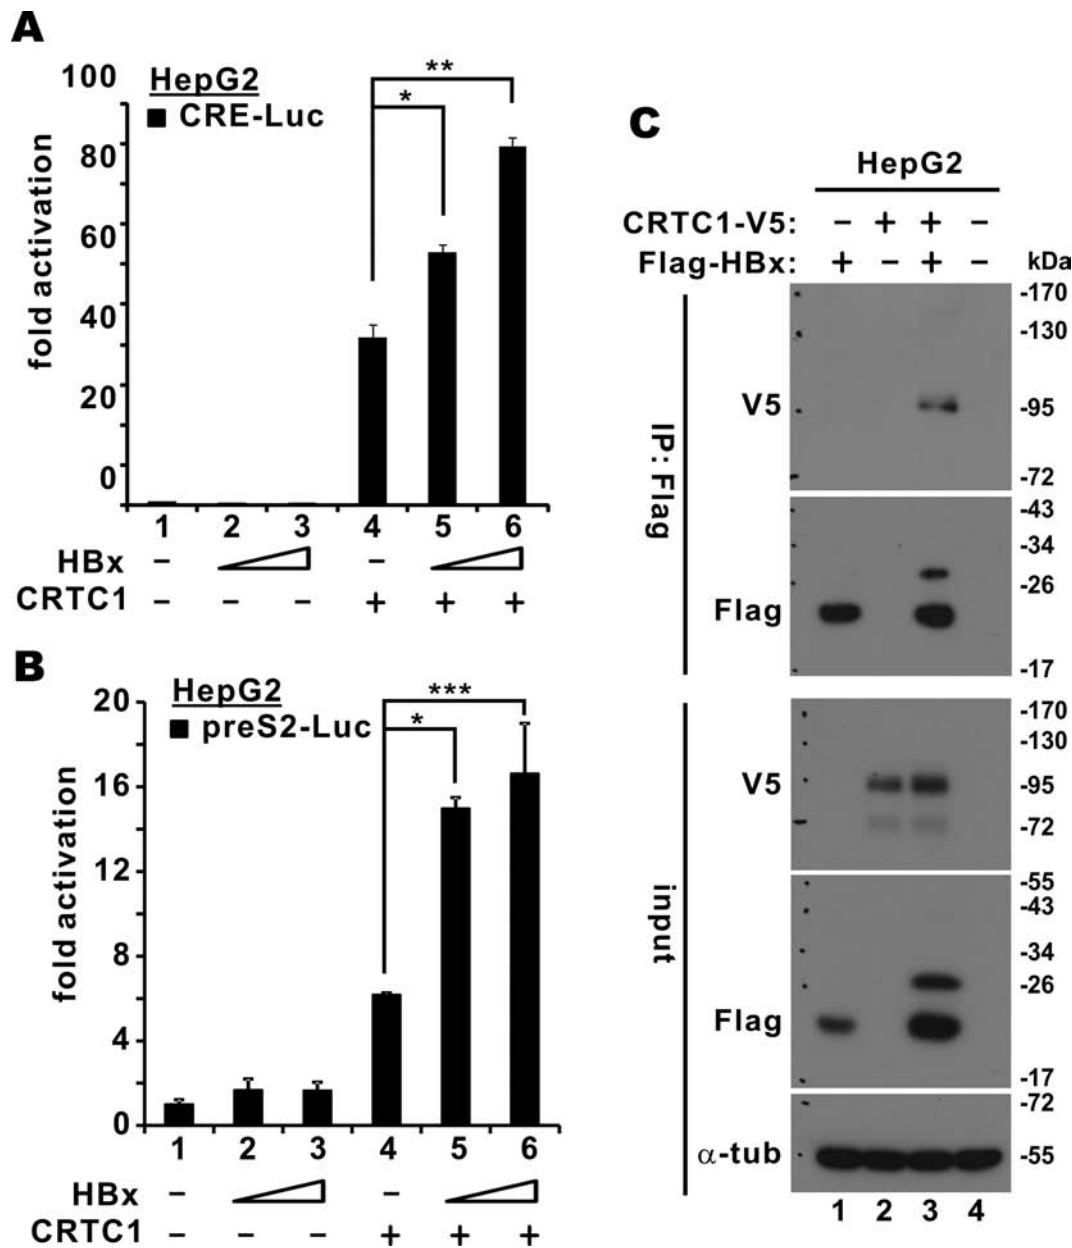 A
HepG2
■ CRE-Luc
fold activation
100
80
60
40
20
0
* **
1 2 3 4 5 6
HBx – –
CRTC1 – – – + + +
B
HepG2
■ preS2-Luc
fold activation
20
16
12
8
4
0
* ***
1 2 3 4 5 6
HBx – –
CRTC1 – – – + + +
C
HepG2
CRTC1-V5: – + + –
Flag-HBx: + – + –
kDa
IP: Flag
V5
-170
-130
-95
-72
Flag
-43
-34
-26
-17
input
V5
-170
-130
-95
-72
Flag
-55
-43
-34
-26
-17
α-tub
-72
-55
1 2 3 4